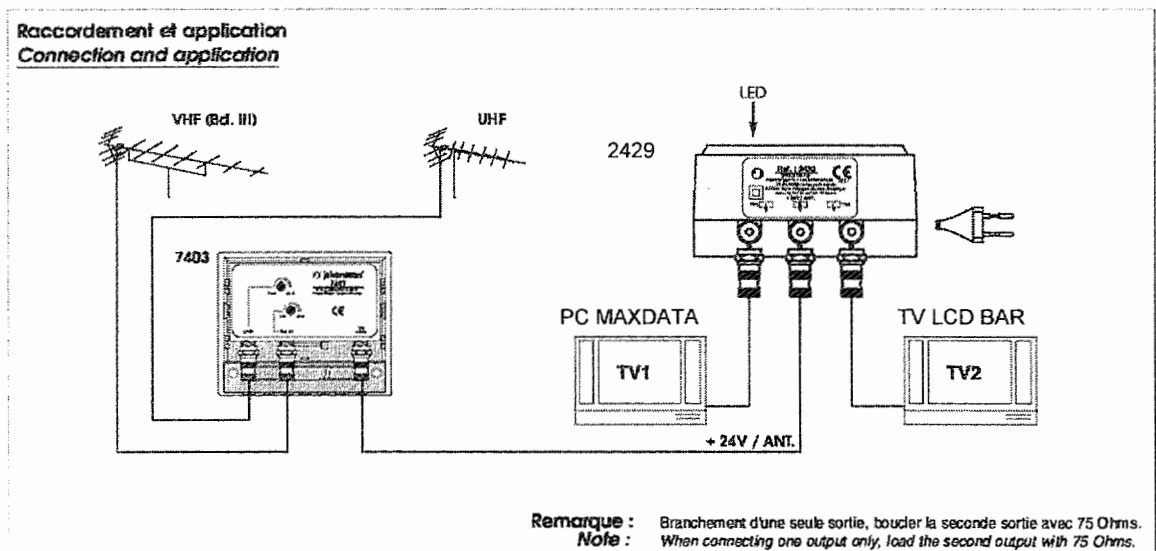 Raccordement et application
Connection and application
VHF (Bd. III)
UHF
LED
2429
7403
UHF
CE
CE
PC MAXDATA
TV LCD BAR
TV1
TV2
+ 24V / ANT.
Remarque : Branchement d'une seule sortie, boucler la seconde sortie avec 75 Ohms.
Note : When connecting one output only, load the second output with 75 Ohms.